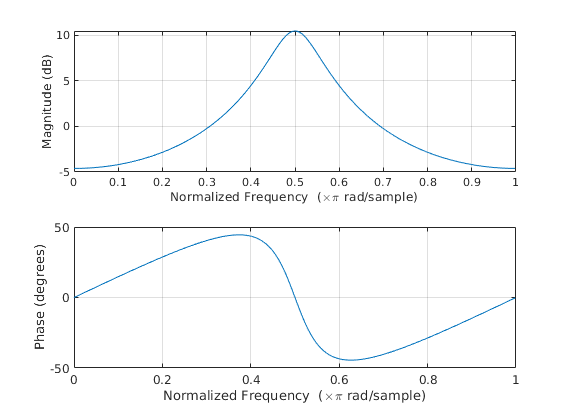 10
5
0
-5
Magnitude (dB)
0 0.1 0.2 0.3 0.4 0.5 0.6 0.7 0.8 0.9 1
Normalized Frequency (×π rad/sample)
50
0
-50
Phase (degrees)
0 0.2 0.4 0.6 0.8 1
Normalized Frequency (×π rad/sample)